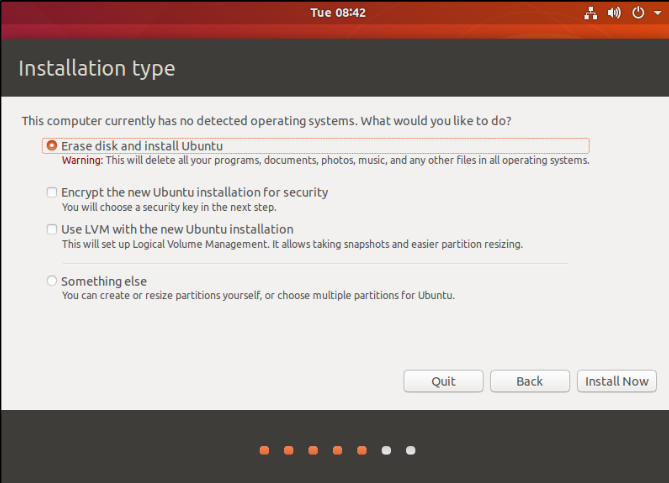 Tue 08:42
Installation type
This computer currently has no detected operating systems. What would you like to do?
Erase disk and install Ubuntu
Warning: This will delete all your programs, documents, photos, music, and any other files in all operating systems.
Encrypt the new Ubuntu installation for security
You will choose a security key in the next step.
Use LVM with the new Ubuntu installation
This will set up Logical Volume Management. It allows taking snapshots and easier partition resizing.
Something else
You can create or resize partitions yourself, or choose multiple partitions for Ubuntu.
Quit Back Install Now